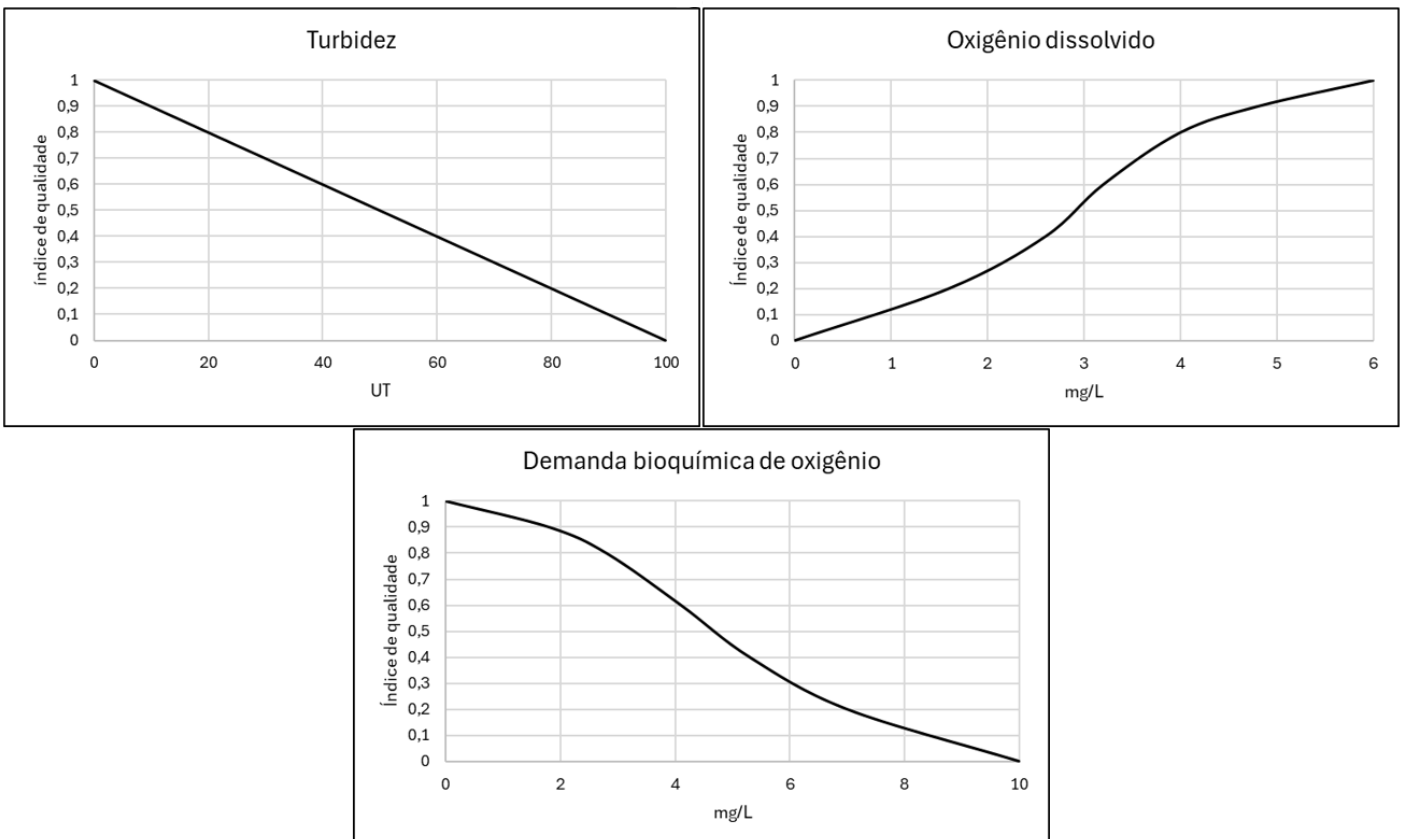 Turbidez
Índice de qualidade
1
0,9
0,8
0,7
0,6
0,5
0,4
0,3
0,2
0,1
0
0 20 40 60 80 100
UT
Oxigênio dissolvido
Índice de qualidade
1
0,9
0,8
0,7
0,6
0,5
0,4
0,3
0,2
0,1
0
0 1 2 3 4 5 6
mg/L
Demanda bioquímica de oxigênio
Índice de qualidade
1
0,9
0,8
0,7
0,6
0,5
0,4
0,3
0,2
0,1
0
0 2 4 6 8 10
mg/L